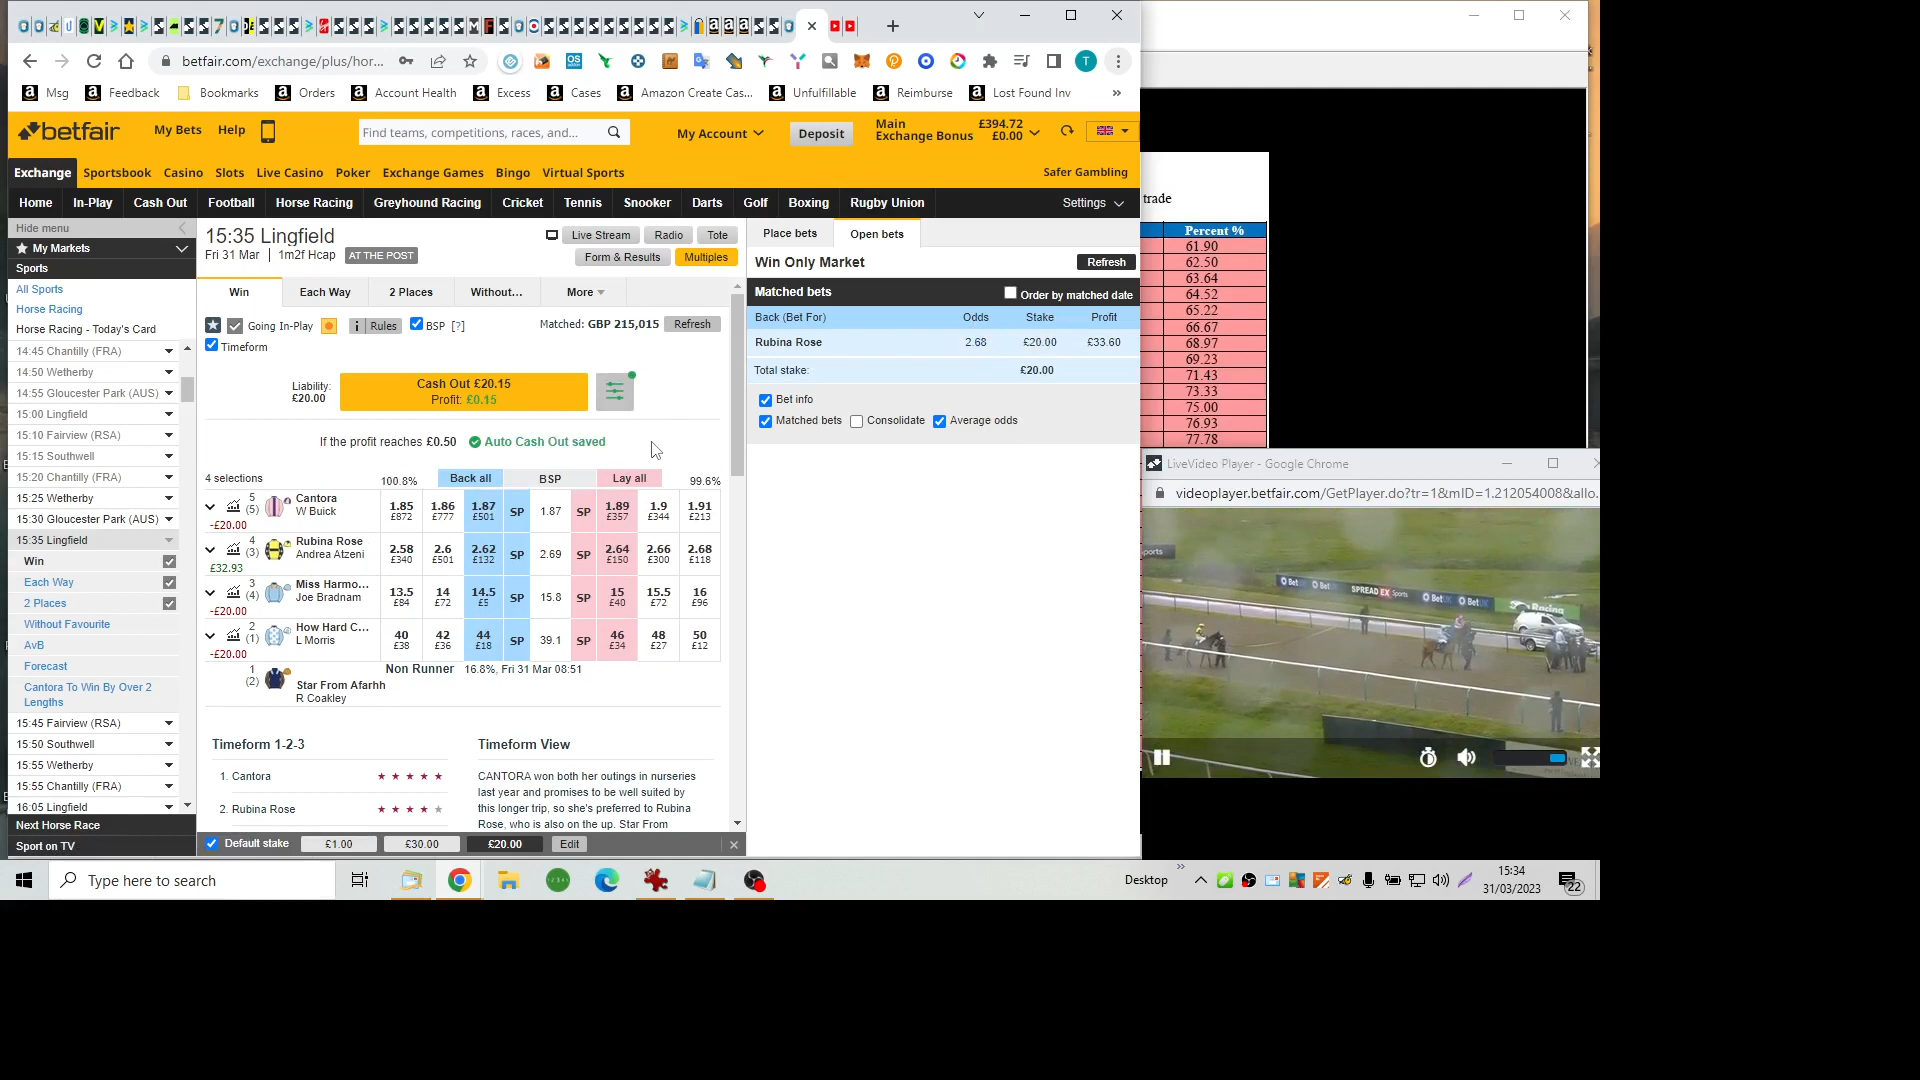 betfair.com/exchange/plus/hor...
Msg Feedback Bookmarks Orders Account Health Excess Cases Amazon Create Cas... Unfulfillable Reimburse Lost Found Inv »
betfair My Bets Help Find teams, competitions, races, and... My Account Deposit Main £394.72
Exchange Bonus £0.00
Exchange Sportsbook Casino Slots Live Casino Poker Exchange Games Bingo Virtual Sports Safer Gambling
Home In-Play Cash Out Football Horse Racing Greyhound Racing Cricket Tennis Snooker Darts Golf Boxing Rugby Union Settings
Hide menu
My Markets
Sports
All Sports
Horse Racing
Horse Racing - Today's Card
14:45 Chantilly (FRA)
14:50 Wetherby
14:55 Gloucester Park (AUS)
15:00 Lingfield
15:10 Fairview (RSA)
15:15 Southwell
15:20 Chantilly (FRA)
15:25 Wetherby
15:30 Gloucester Park (AUS)
15:35 Lingfield
Win
Each Way
2 Places
Without Favourite
AvB
Forecast
Cantora To Win By Over 2
Lengths
15:45 Fairview (RSA)
15:50 Southwell
15:55 Wetherby
15:55 Chantilly (FRA)
16:05 Lingfield
Next Horse Race
Sport on TV
15:35 Lingfield Live Stream Radio Tote
Fri 31 Mar 1m2f Hcap AT THE POST Form & Results Multiples
Win Each Way 2 Places Without... More
Going In-Play i Rules BSP [?] Matched: GBP 215,015 Refresh
Timeform
Liability:
£20.00
Cash Out £20.15
Profit: £0.15
If the profit reaches £0.50 Auto Cash Out saved
4 selections 100.8% Back all BSP Lay all 99.6%
5 Cantora 1.85 1.86 1.87 SP 1.87 SP 1.89 1.9 1.91
(5) W Buick £872 £777 £501 £357 £344 £213
-£20.00
4 Rubina Rose 2.58 2.6 2.62 SP 2.69 SP 2.64 2.66 2.68
(3) Andrea Atzeni £340 £501 £132 £150 £300 £118
£32.93
3 Miss Harmo... 13.5 14 14.5 SP 15.8 SP 15 15.5 16
(4) Joe Bradnam £84 £72 £5 £40 £72 £96
-£20.00
2 How Hard C... 40 42 44 SP 39.1 SP 46 48 50
(1) L Morris £38 £36 £18 £34 £27 £12
-£20.00
1 Non Runner 16.8%, Fri 31 Mar 08:51
(2) Star From Afarhh
R Coakley
Timeform 1-2-3
1. Cantora ★ ★ ★ ★ ★
2. Rubina Rose ★ ★ ★ ★ ★
Timeform View
CANTORA won both her outings in nurseries
last year and promises to be well suited by
this longer trip, so she's preferred to Rubina
Rose, who is also on the up. Star From
Default stake £1.00 £30.00 £20.00 Edit
Place bets Open bets
Win Only Market Refresh
Matched bets Order by matched date
Back (Bet For) Odds Stake Profit
Rubina Rose 2.68 £20.00 £33.60
Total stake: £20.00
Bet info
Matched bets Consolidate Average odds
trade
Percent %
61.90
62.50
63.64
64.52
65.22
66.67
68.97
69.23
71.43
73.33
75.00
76.93
77.78
LiveVideo Player - Google Chrome
videoplayer.betfair.com/GetPlayer.do?tr=1&mID=1.212054008&allo.
SPREADEX Sports
Type here to search
Desktop
15:34
31/03/2023
22